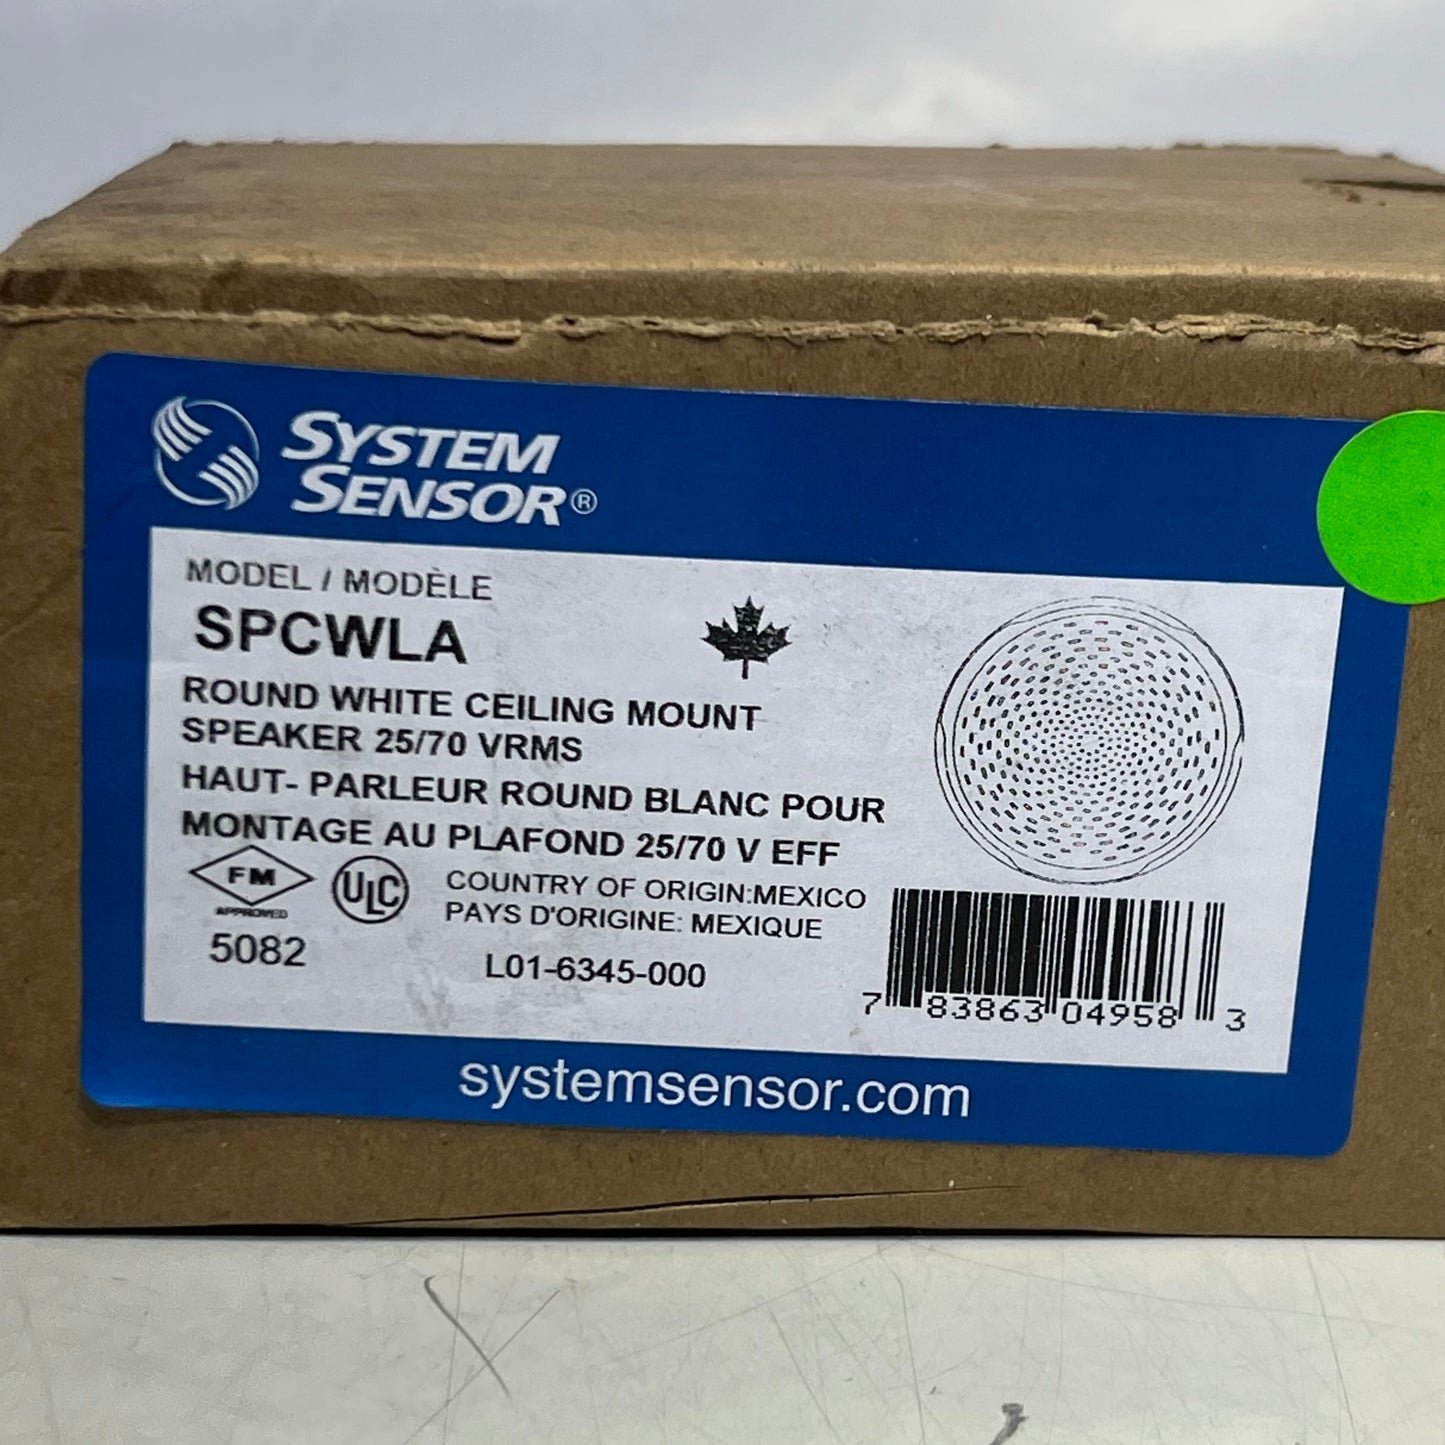 SYSTEM
SENSOR®
MODEL / MODÈLE
SPCWLA
ROUND WHITE CEILING MOUNT
SPEAKER 25/70 VRMS
HAUT- PARLEUR ROUND BLANC POUR
MONTAGE AU PLAFOND 25/70 V EFF
FM
APPROVED
5082
ULC
COUNTRY OF ORIGIN:MEXICO
PAYS D'ORIGINE: MEXIQUE
L01-6345-000
7 83863 04958 3
systemsensor.com